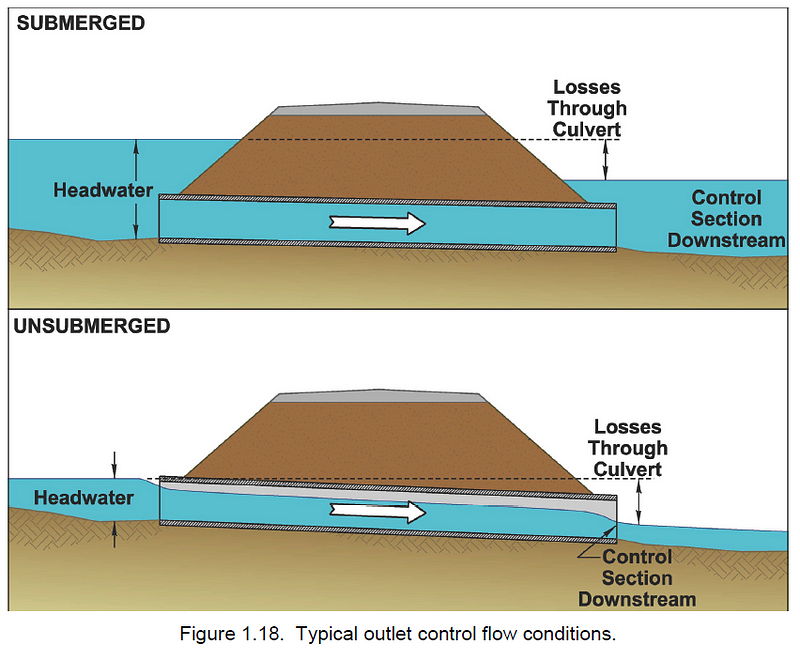 SUBMERGED
Losses
Through
Culvert
Headwater
Control
Section
Downstream
UNSUBMERGED
Losses
Through
Culvert
Headwater
Control
Section
Downstream
Figure 1.18. Typical outlet control flow conditions.